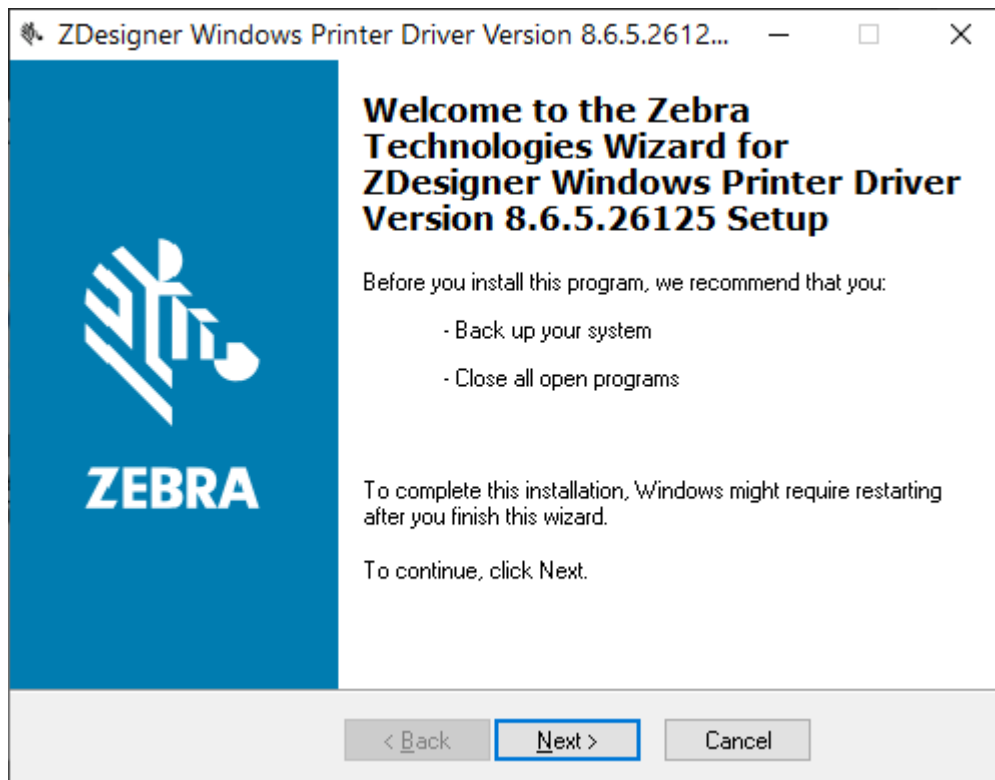 ZDesigner Windows Printer Driver Version 8.6.5.2612...
Welcome to the Zebra
Technologies Wizard for
ZDesigner Windows Printer Driver
Version 8.6.5.26125 Setup
Before you install this program, we recommend that you:
- Back up your system
- Close all open programs
ZEBRA
To complete this installation, Windows might require restarting
after you finish this wizard.
To continue, click Next.
< Back
Next >
Cancel